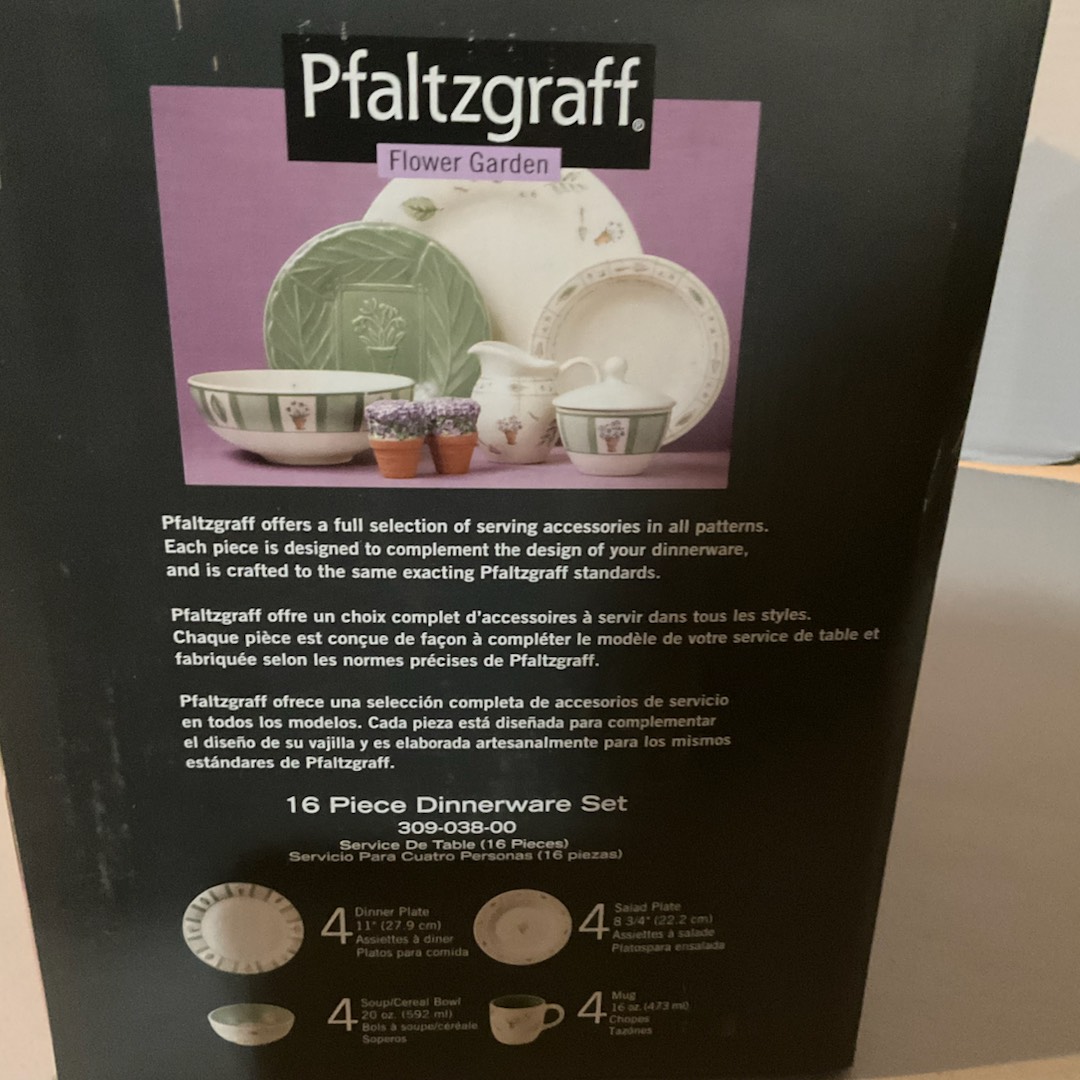 Pfaltzgraff®
Flower Garden
Pfaltzgraff offers a full selection of serving accessories in all patterns.
Each piece is designed to complement the design of your dinnerware,
and is crafted to the same exacting Pfaltzgraff standards.
Pfaltzgraff offre un choix complet d'accessoires à servir dans tous les styles.
Chaque pièce est conçue de façon à compléter le modèle de votre service de table et
fabriquée selon les normes précises de Pfaltzgraff.
Pfaltzgraff ofrece una selección completa de accesorios de servicio
en todos los modelos. Cada pieza está diseñada para complementar
el diseño de su vajilla y es elaborada artesanalmente para los mismos
estándares de Pfaltzgraff.
16 Piece Dinnerware Set
309-038-00
Service De Table (16 Pieces)
Servicio Para Cuatro Personas (16 piezas)
4 Dinner Plate
11" (27.9 cm)
Assiettes à diner
Platos para comida
4 Salad Plate
8 3/4" (22.2 cm)
Assiettes à salade
Platospara ensalada
4 Soup/Cereal Bowl
20 oz. (592 ml)
Bols à soupe/céréale
Soperos
4 Mug
16 oz. (473 ml)
Chopes
Tazónes